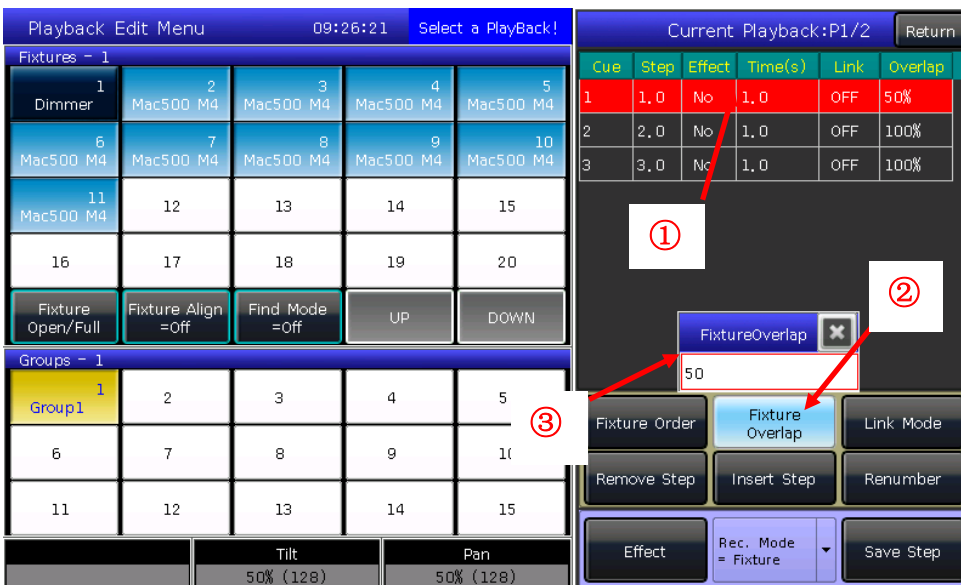 Playback Edit Menu 09:26:21 Select a PlayBack!
Fixtures - 1
1 Dimmer
2 Mac500 M4
3 Mac500 M4
4 Mac500 M4
5 Mac500 M4
6 Mac500 M4
7 Mac500 M4
8 Mac500 M4
9 Mac500 M4
10 Mac500 M4
11 Mac500 M4
12 13 14 15
16 17 18 19 20
Fixture Open/Full
Fixture Align =Off
Find Mode =Off
UP
DOWN
Groups - 1
1 Group1
2 3 4 5
6 7 8 9
11 12 13 14 15
Tilt Pan
50% (128) 50% (128)
Current Playback:P1/2 Return
Cue Step Effect Time(s) Link Overlap
1 1.0 No 1.0 OFF 50%
2 2.0 No 1.0 OFF 100%
3 3.0 No 1.0 OFF 100%
①
②
FixtureOverlap
50
③
Fixture Order
Fixture Overlap
Link Mode
Remove Step
Insert Step
Renumber
Effect
Rec. Mode = Fixture
Save Step